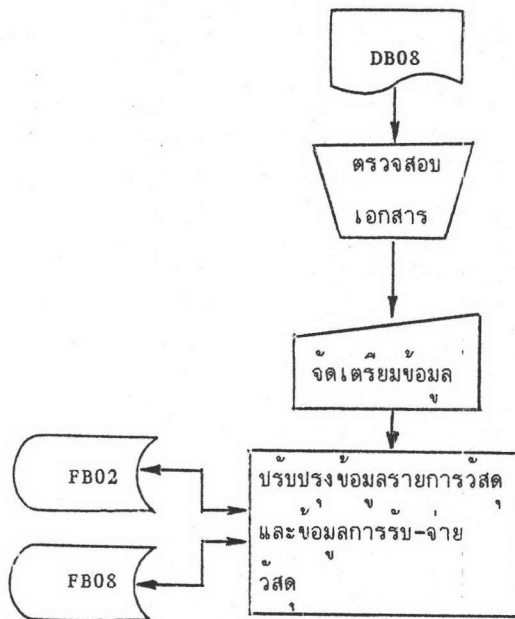 DB08
ตรวจสอบ
เอกสาร
จัดเตรียมข้อมูล
FB02
ปรับปรุงข้อมูลรายการวัสดุ
และข้อมูลการรับ-จ่าย
FB08
วัสดุ